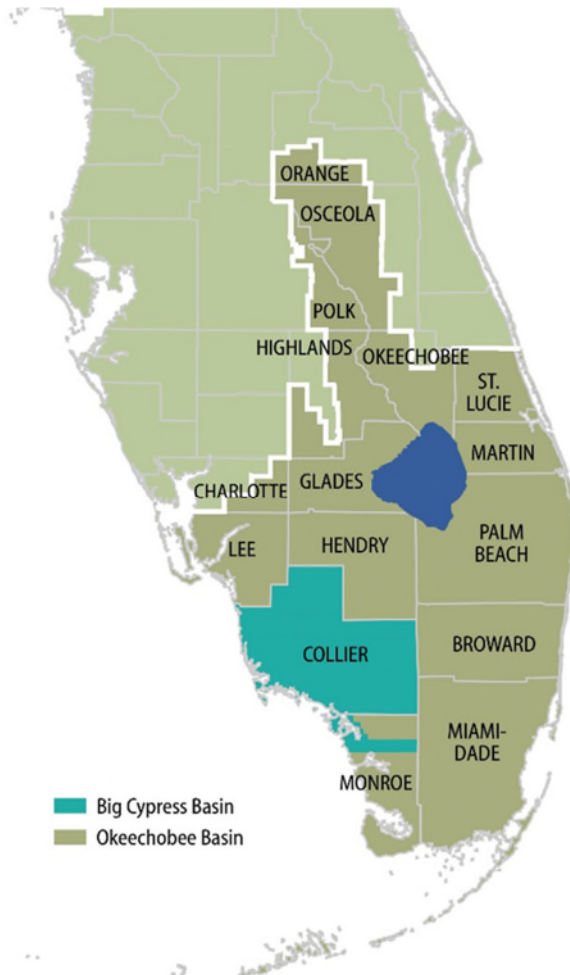 ORANGE
OSCEOLA
POLK
HIGHLANDS
OKEECHOBEE
ST.
LUCIE
MARTIN
CHARLOTTE
GLADES
PALM
BEACH
LEE
HENDRY
COLLIER
BROWARD
MIAMI-
DADE
MONROE
Big Cypress Basin
Okeechobee Basin